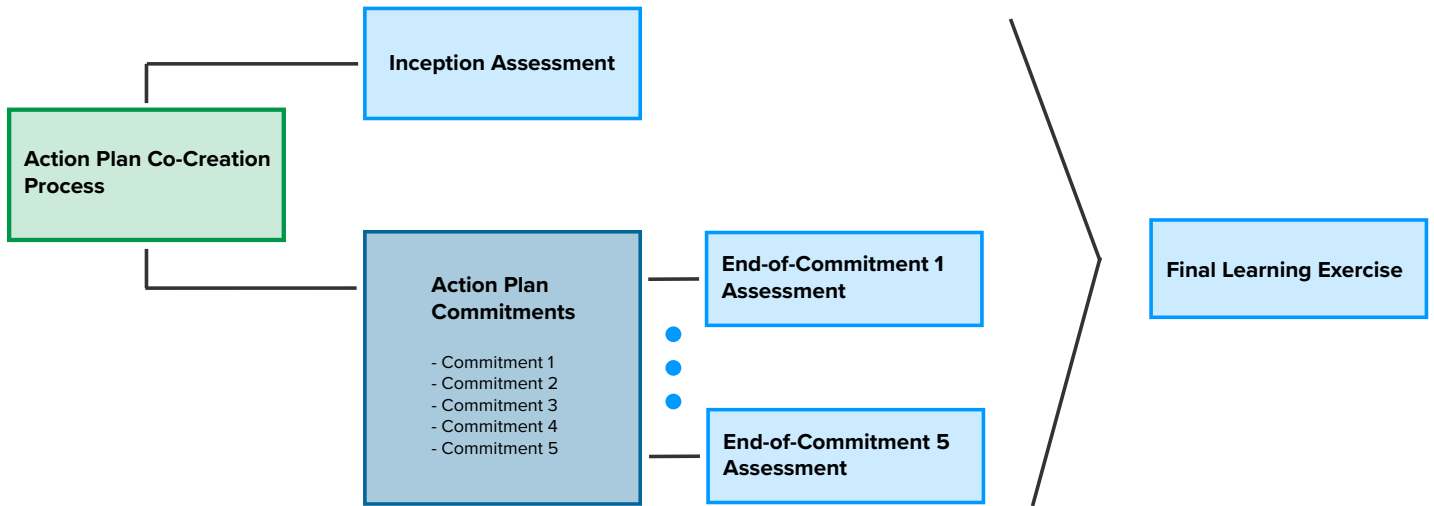 Inception Assessment
Action Plan Co-Creation
Process
Action Plan
Commitments
- Commitment 1
- Commitment 2
- Commitment 3
- Commitment 4
- Commitment 5
End-of-Commitment 1
Assessment
End-of-Commitment 5
Assessment
Final Learning Exercise